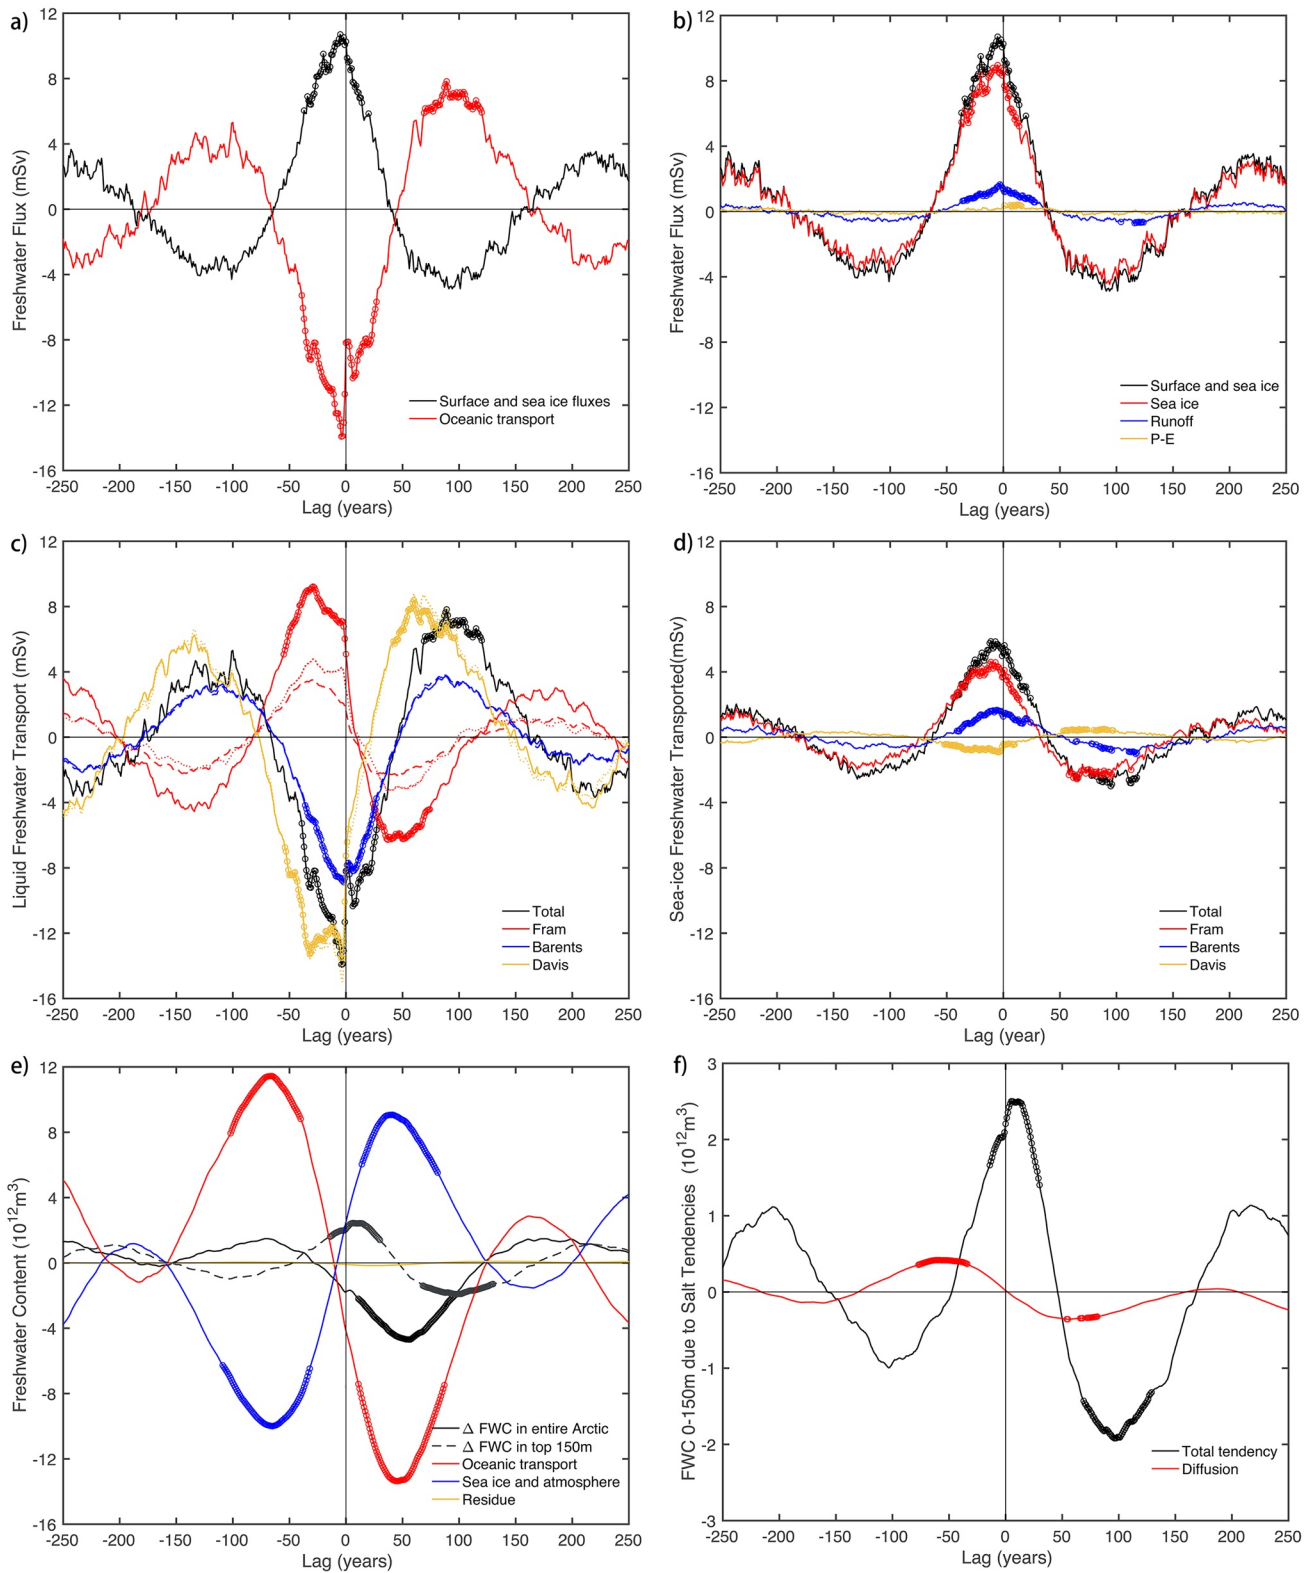 a)
12
8
4
0
-4
-8
-12
-16
Freshwater Flux (mSv)
Surface and sea ice fluxes
Oceanic transport
-250 -200 -150 -100 -50 0 50 100 150 200 250
Lag (years)
b)
12
8
4
0
-4
-8
-12
-16
Freshwater Flux (mSv)
Surface and sea ice
Sea ice
Runoff
P-E
-250 -200 -150 -100 -50 0 50 100 150 200 250
Lag (years)
c)
12
8
4
0
-4
-8
-12
-16
Liquid Freshwater Transport (mSv)
Total
Fram
Barents
Davis
-250 -200 -150 -100 -50 0 50 100 150 200 250
Lag (years)
d)
12
8
4
0
-4
-8
-12
-16
Sea-ice Freshwater Transported(mSv)
Total
Fram
Barents
Davis
-250 -200 -150 -100 -50 0 50 100 150 200 250
Lag (year)
e)
12
8
4
0
-4
-8
-12
-16
Freshwater Content (10¹²m³)
Δ FWC in entire Arctic
Δ FWC in top 150m
Oceanic transport
Sea ice and atmosphere
Residue
-250 -200 -150 -100 -50 0 50 100 150 200 250
Lag (years)
f)
3
2
1
0
-1
-2
-3
FWC 0-150m due to Salt Tendencies (10¹²m³)
Total tendency
Diffusion
-250 -200 -150 -100 -50 0 50 100 150 200 250
Lag (years)